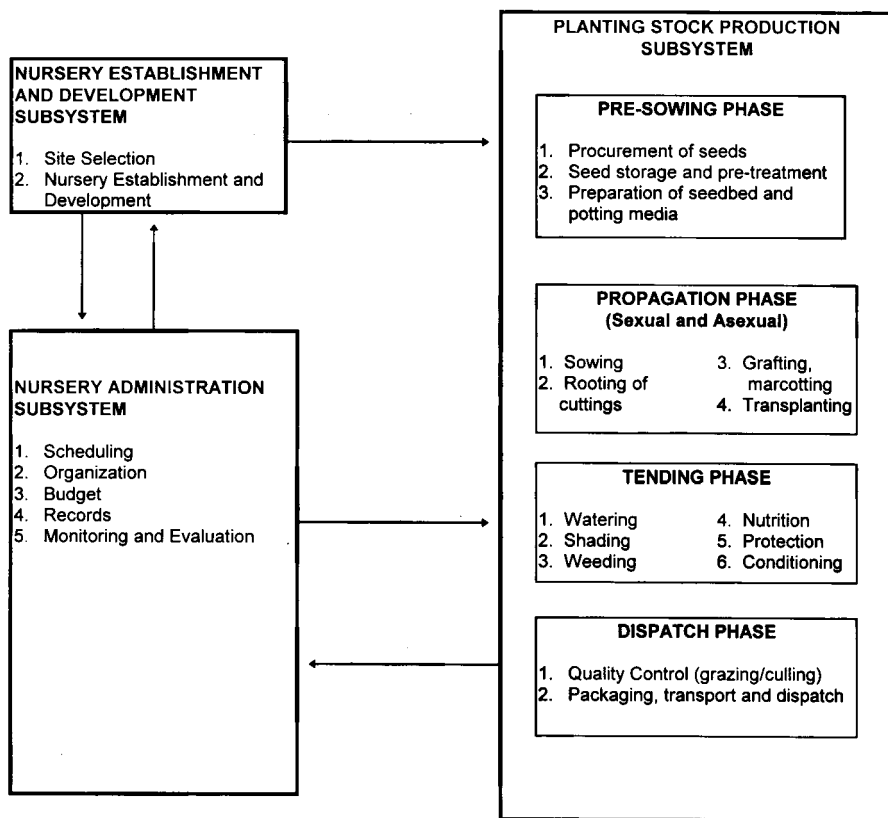 NURSERY ESTABLISHMENT
AND DEVELOPMENT
SUBSYSTEM
1. Site Selection
2. Nursery Establishment and
Development
NURSERY ADMINISTRATION
SUBSYSTEM
1. Scheduling
2. Organization
3. Budget
4. Records
5. Monitoring and Evaluation
PLANTING STOCK PRODUCTION
SUBSYSTEM
PRE-SOWING PHASE
1. Procurement of seeds
2. Seed storage and pre-treatment
3. Preparation of seedbed and
potting media
PROPAGATION PHASE
(Sexual and Asexual)
1. Sowing
2. Rooting of
cuttings
3. Grafting,
marcotting
4. Transplanting
TENDING PHASE
1. Watering
2. Shading
3. Weeding
4. Nutrition
5. Protection
6. Conditioning
DISPATCH PHASE
1. Quality Control (grazing/culling)
2. Packaging, transport and dispatch